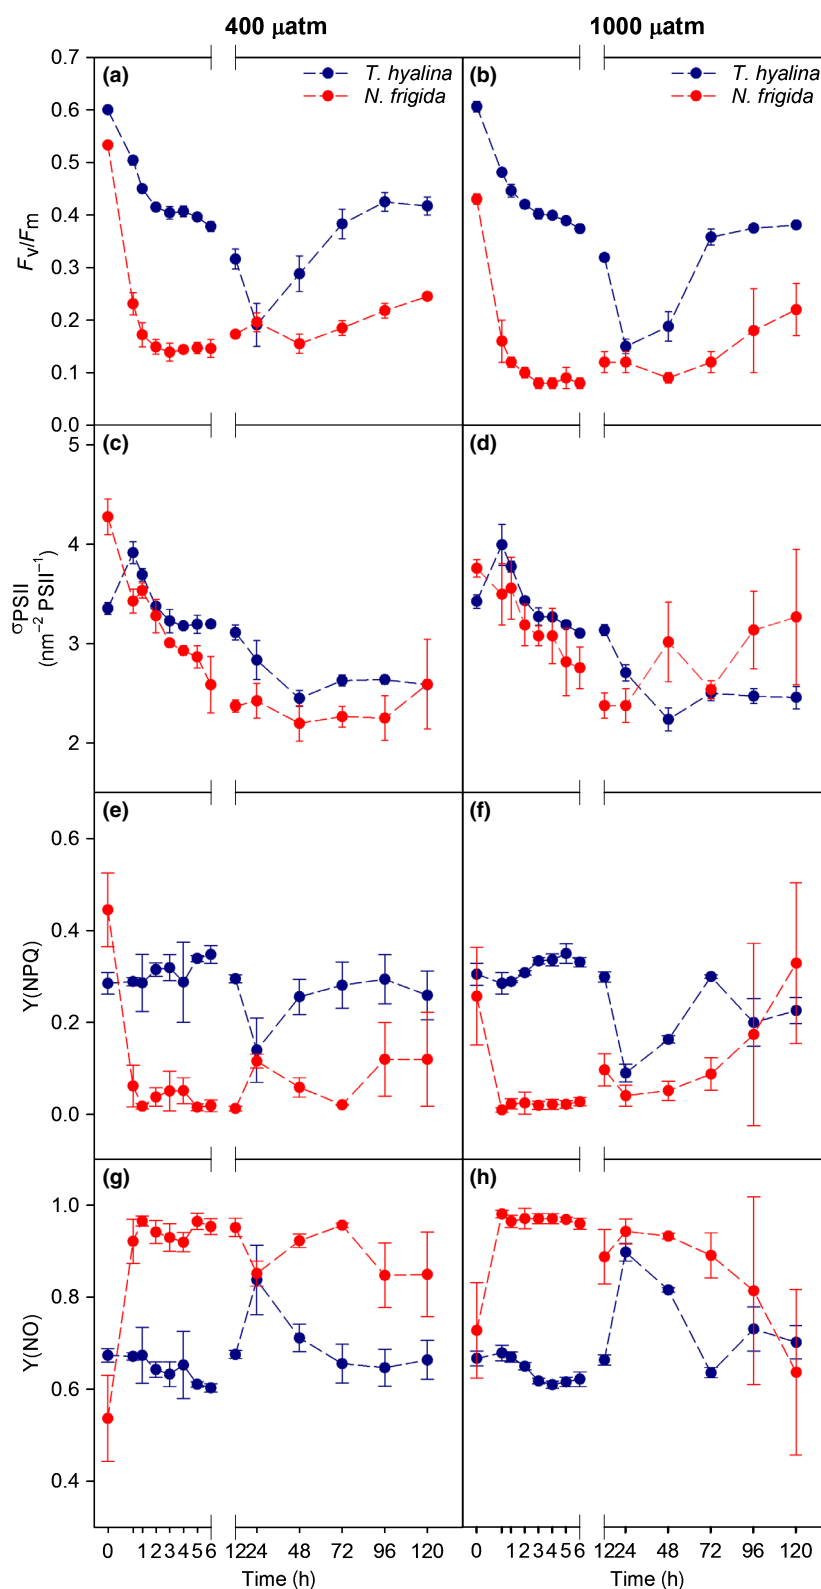 400 µatm 1000 µatm
(a) T. hyalina (b) T. hyalina
N. frigida N. frigida
0.7
0.6
0.5
0.4
0.3
0.2
0.1
0.0
Fv/Fm
(c) (d)
5
4
3
2
σPSII
(nm−2 PSII−1)
(e) (f)
0.6
0.4
0.2
0.0
Y(NPQ)
(g) (h)
1.0
0.8
0.6
0.4
Y(NO)
0 1 2 3 4 5 6 12 24 48 72 96 120 0 1 2 3 4 5 6 12 24 48 72 96 120
Time (h) Time (h)